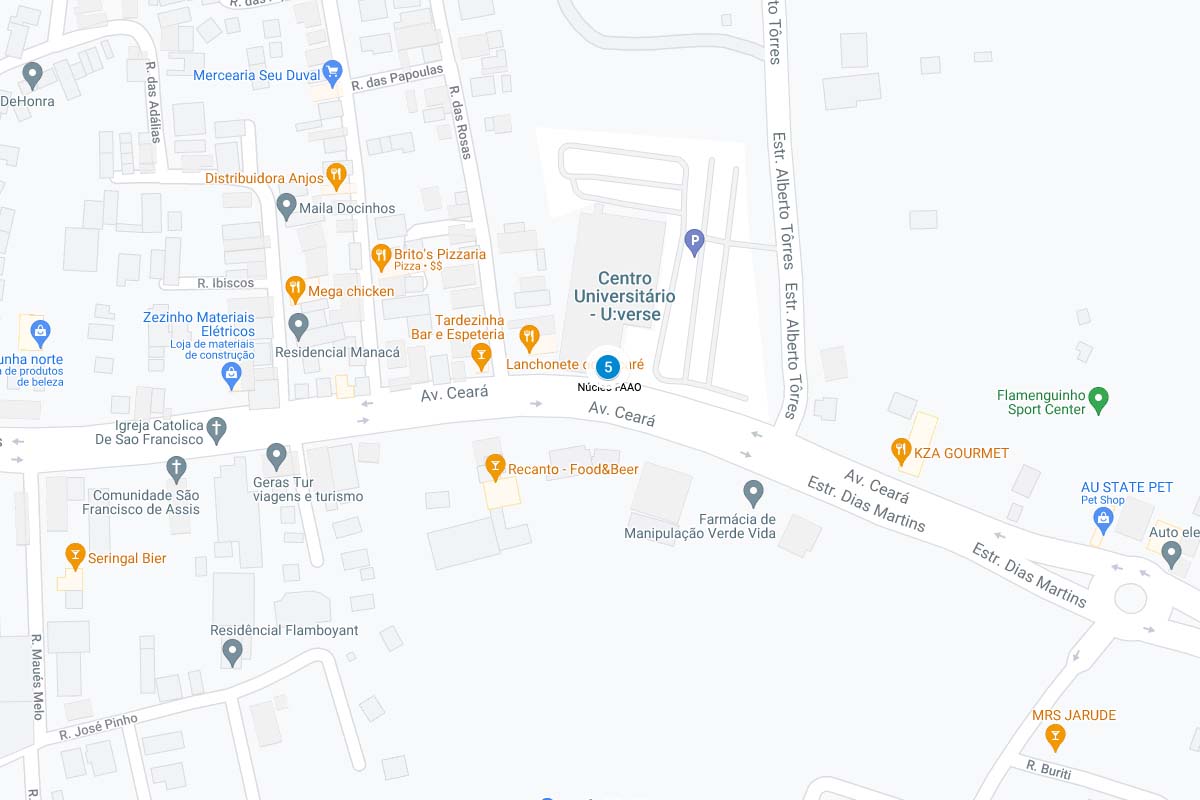 R. das
Tôrres
DeHonra
R. das Adálias
Mercearia Seu Duval
R. das Papoulas
R. das Rosas
Estr. Alberto Tôrres
Distribuidora Anjos
Maila Docinhos
P
Brito's Pizzaria
Pizza • $$
R. Ibiscos
Mega chicken
Centro
Universitário
- U:verse
Estr. Alberto Tôrres
Zezinho Materiais
Elétricos
Loja de materiais
de construção
Residencial Manacá
Tardezinha
Bar e Espeteria
unha norte
a de produtos
de beleza
Lanchonete
5
Núcleo FAAO
Av. Ceará
Av. Ceará
Flamenguinho
Sport Center
Igreja Catolica
De Sao Francisco
KZA GOURMET
Recanto - Food&Beer
Geras Tur
viagens e turismo
Comunidade São
Francisco de Assis
Av. Ceará
Estr. Dias Martins
AU STATE PET
Pet Shop
Farmácia de
Manipulação Verde Vida
Auto ele
Seringal Bier
Estr. Dias Martins
Residêncial Flamboyant
R. Maués Melo
R. José Pinho
MRS JARUDE
R. Buriti
R.